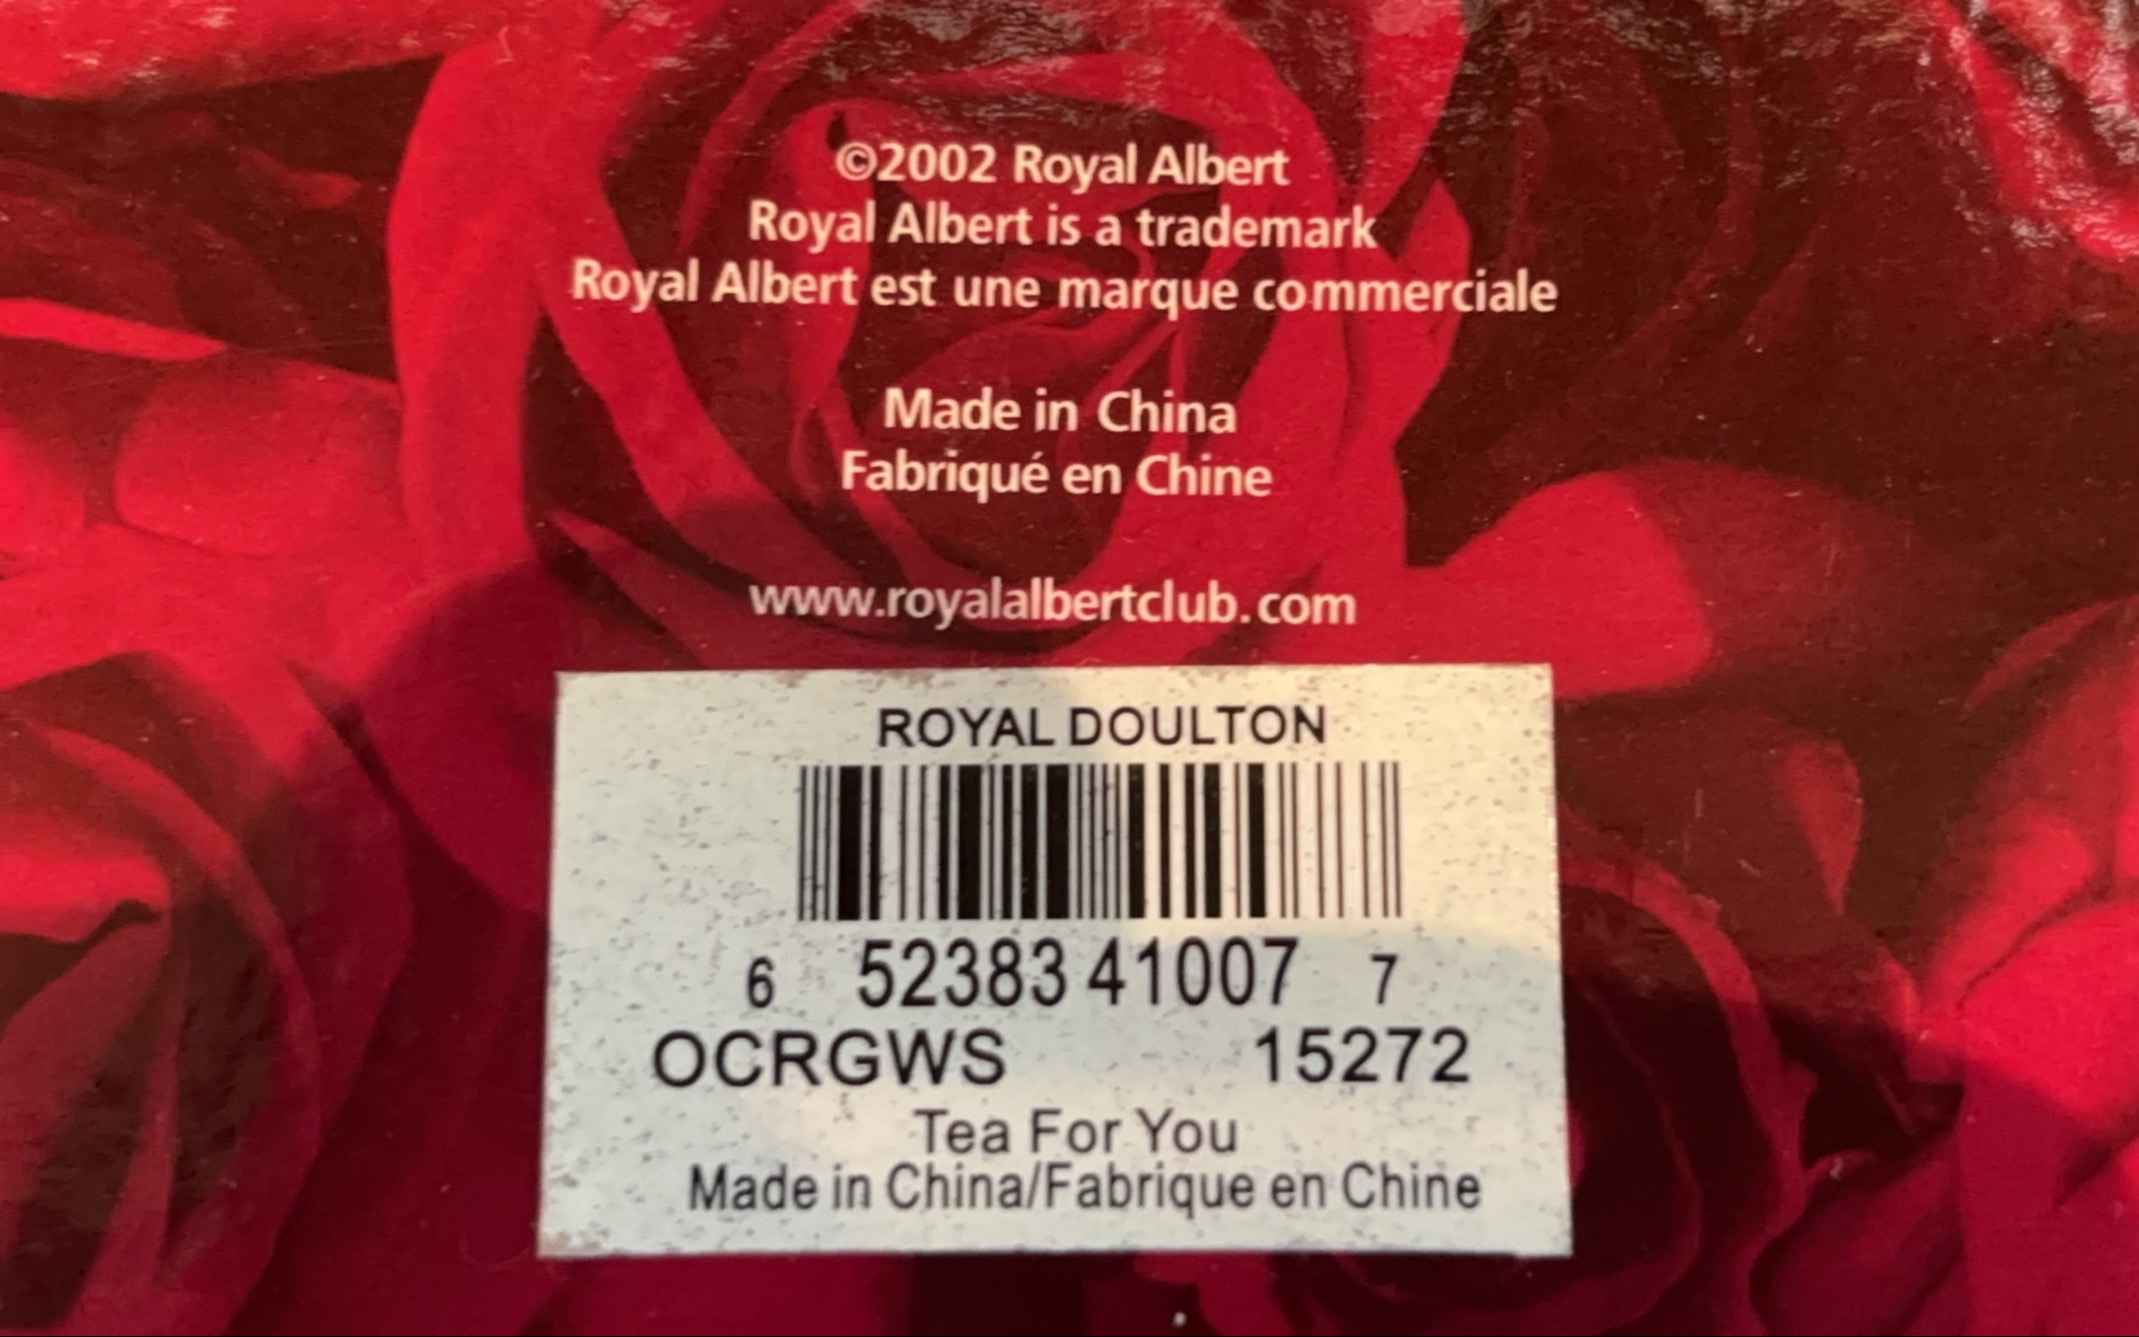 ©2002 Royal Albert
Royal Albert is a trademark
Royal Albert est une marque commerciale
Made in China
Fabriqué en Chine
www.royalalbertclub.com
ROYAL DOULTON
6 52383 41007 7
OCRGWS 15272
Tea For You
Made in China/Fabrique en Chine